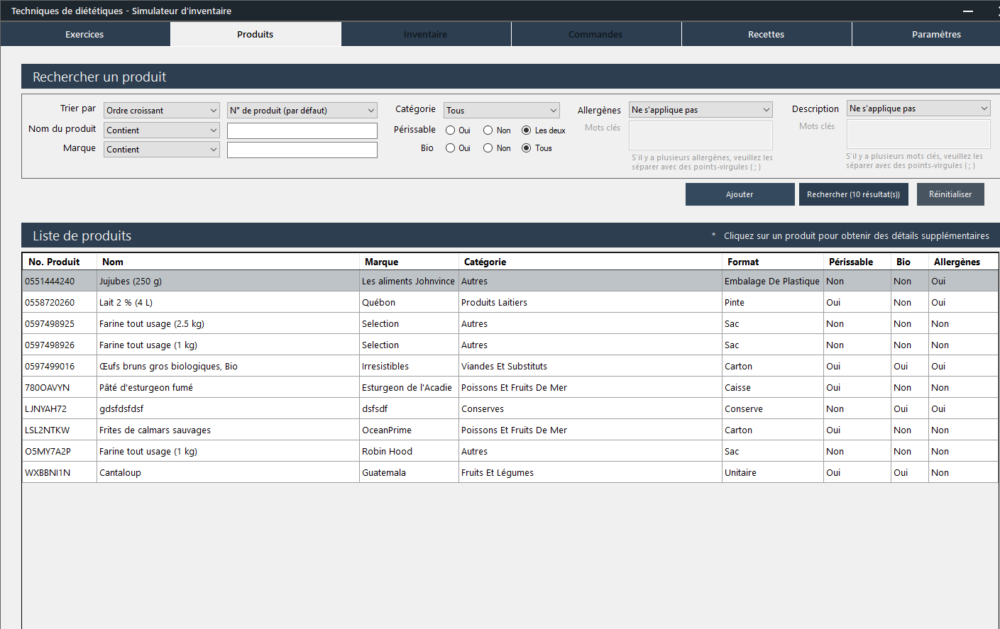 Techniques de diététiques - Simulateur d'inventaire
Exercices Produits Inventaire Commandes Recettes Paramètres
Rechercher un produit
Trier par Ordre croissant N° de produit (par défaut) Catégorie Tous Allergènes Ne s'applique pas Description Ne s'applique pas
Nom du produit Contient Périssable Oui Non Les deux Mots clés Mots clés
Marque Contient Bio Oui Non Tous
S'il y a plusieurs allergènes, veuillez les S'il y a plusieurs mots clés, veuillez les
séparer avec des points-virgules ( ; ) séparer avec des points-virgules ( ; )
Ajouter Rechercher (10 résultat(s)) Réinitialiser
Liste de produits * Cliquez sur un produit pour obtenir des détails supplémentaires
No. Produit Nom Marque Catégorie Format Périssable Bio Allergènes
0551444240 Jujubes (250 g) Les aliments Johnvince Autres Embalage De Plastique Non Non Oui
0558720260 Lait 2 % (4 L) Québon Produits Laitiers Pinte Oui Non Oui
0597498925 Farine tout usage (2.5 kg) Selection Autres Sac Non Non Non
0597498926 Farine tout usage (1 kg) Selection Autres Sac Non Non Non
0597499016 Œufs bruns gros biologiques, Bio Irresistibles Viandes Et Substituts Carton Oui Oui Oui
780OAVYN Pâté d'esturgeon fumé Esturgeon de l'Acadie Poissons Et Fruits De Mer Caisse Oui Non Non
LJNYAH72 gdsfdsfdsf dsfsdf Conserves Conserve Non Oui Oui
LSL2NTKW Frites de calmars sauvages OceanPrime Poissons Et Fruits De Mer Carton Oui Non Non
O5MY7A2P Farine tout usage (1 kg) Robin Hood Autres Sac Non Non Non
WXBBNI1N Cantaloup Guatemala Fruits Et Légumes Unitaire Oui Oui Non